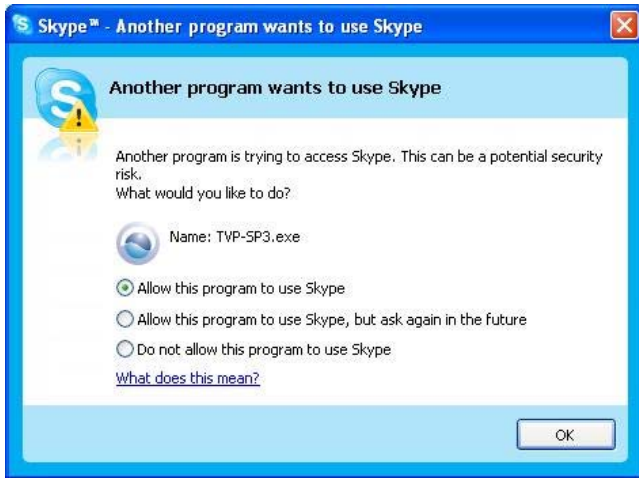 Skype™ - Another program wants to use Skype
Another program wants to use Skype
Another program is trying to access Skype. This can be a potential security
risk.
What would you like to do?
Name: TVP-SP3.exe
Allow this program to use Skype
Allow this program to use Skype, but ask again in the future
Do not allow this program to use Skype
What does this mean?
OK